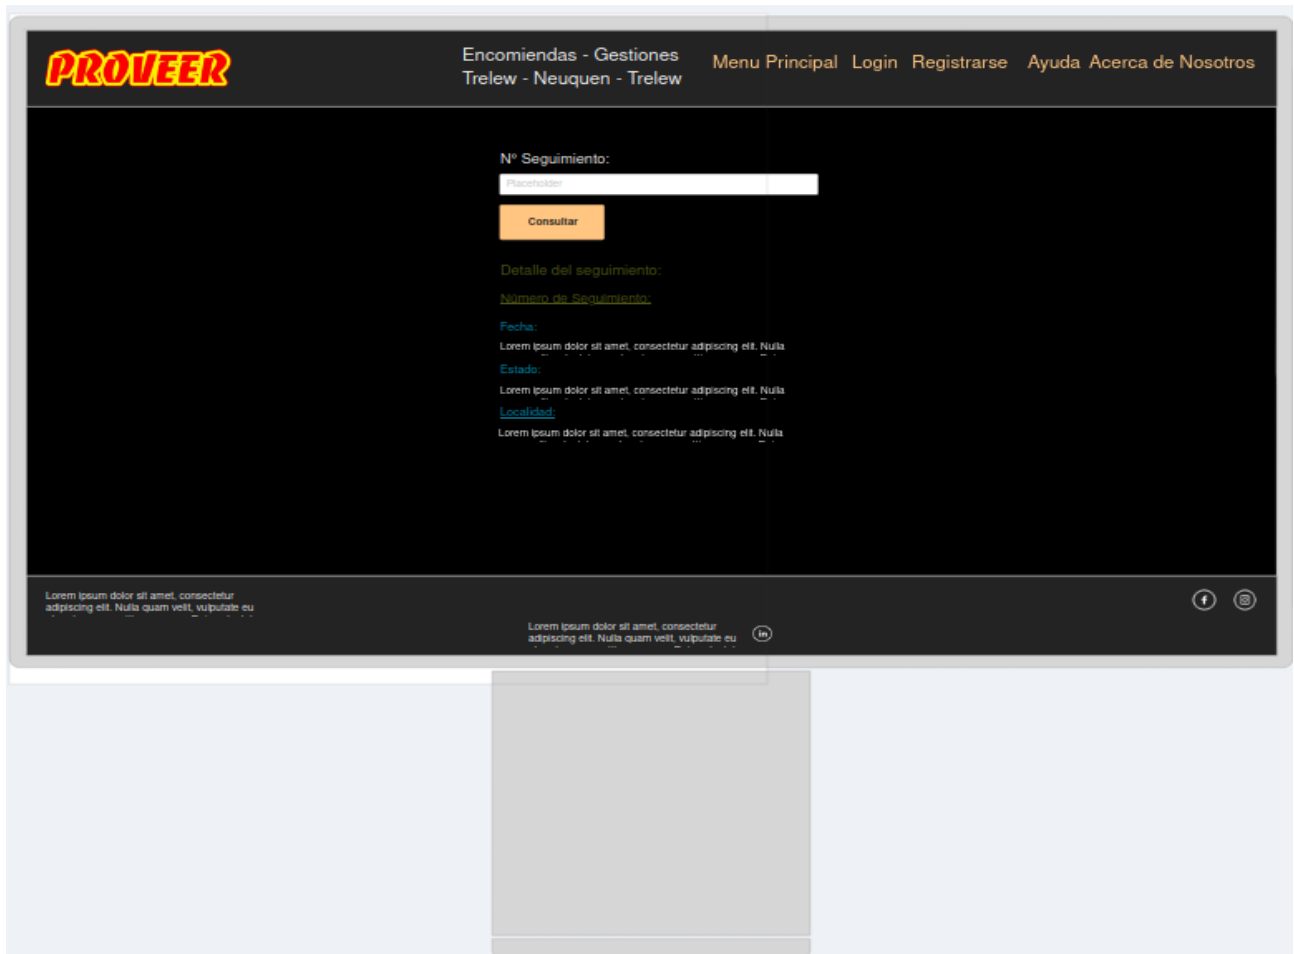 PROVEER
Encomiendas - Gestiones
Trelew - Neuquen - Trelew
Menu Principal Login Registrarse Ayuda Acerca de Nosotros
Nº Seguimiento:
Placeholder
Consultar
Detalle del seguimiento:
Número de Seguimiento:
Fecha:
Lorem ipsum dolor sit amet, consectetur adipiscing elit. Nulla
Estado:
Lorem ipsum dolor sit amet, consectetur adipiscing elit. Nulla
Localidad:
Lorem ipsum dolor sit amet, consectetur adipiscing elit. Nulla
Lorem ipsum dolor sit amet, consectetur
adipiscing elit. Nulla quam velit, vulputate eu
Lorem ipsum dolor sit amet, consectetur
adipiscing elit. Nulla quam velit, vulputate eu
in